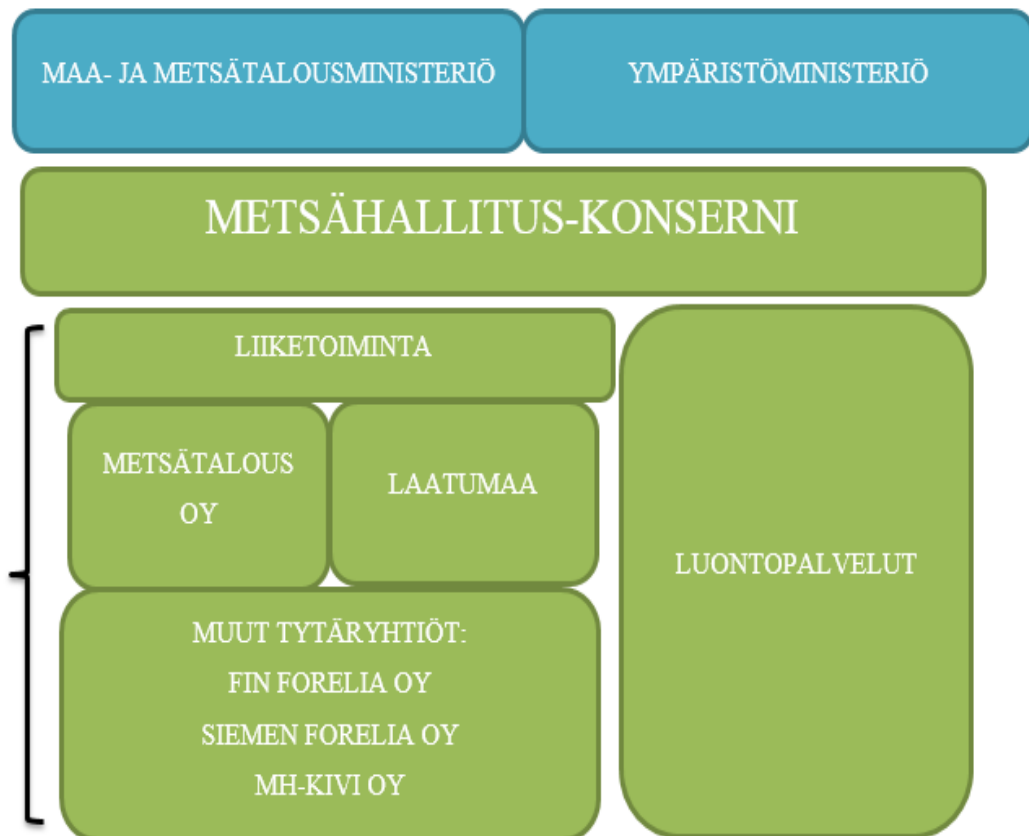 MAA- JA METSÄTALOUSMINISTERIÖ
YMPÄRISTÖMINISTERIÖ
METSÄHALLITUS-KONSERNI
LIIKETOIMINTA
METSÄTALOUS
OY
LAATUMAA
MUUT TYTÄRYHTIÖT:
FIN FORELIA OY
SIEMEN FORELIA OY
MH-KIVI OY
LUONTOPALVELUT